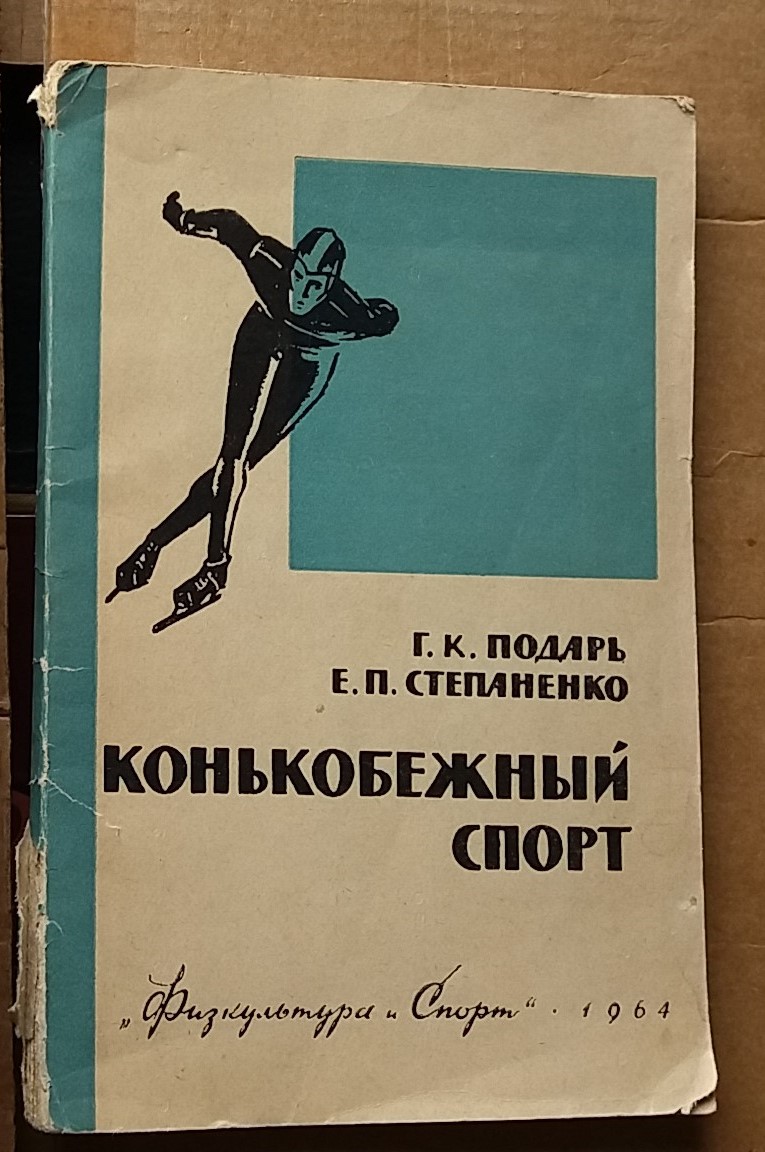 Г. К. ПОДАРЬ
Е. П. СТЕПАНЕНКО
КОНЬКОБЕЖНЫЙ
СПОРТ
„Физкультура и Спорт“ · 1964